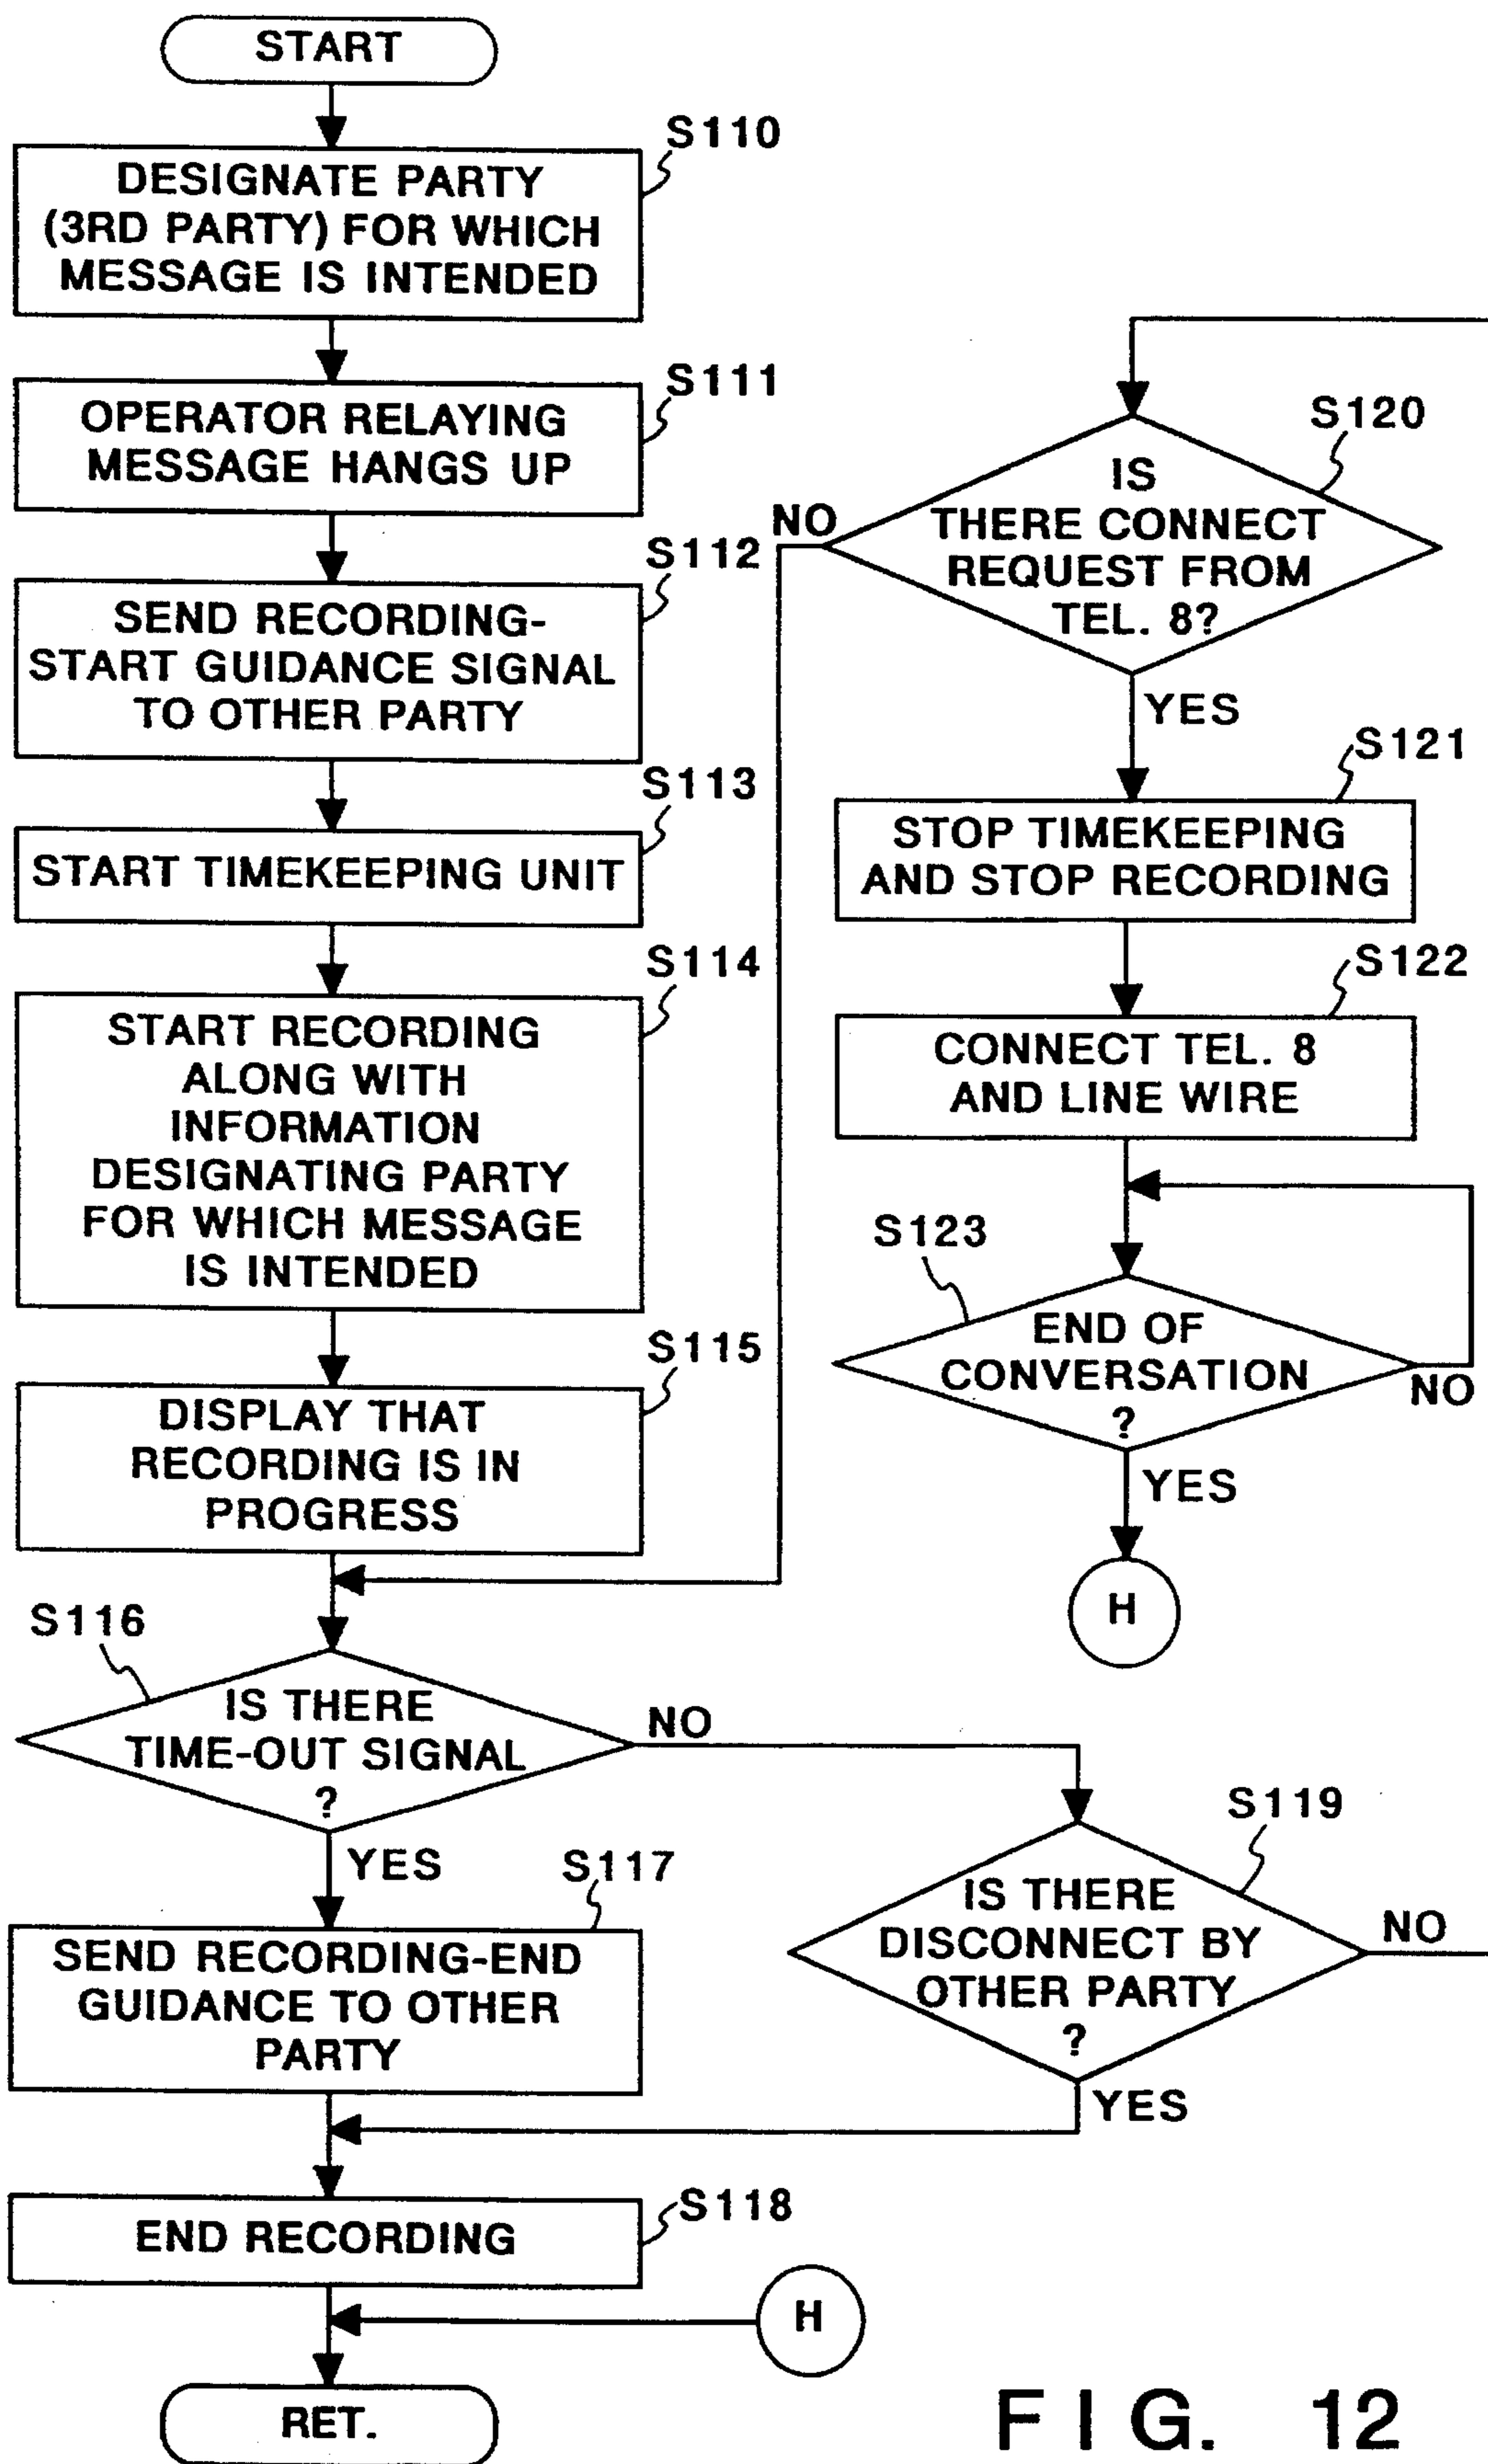 START
S110
DESIGNATE PARTY
(3RD PARTY) FOR WHICH
MESSAGE IS INTENDED
S111
OPERATOR RELAYING
MESSAGE HANGS UP
S112
SEND RECORDING-
START GUIDANCE SIGNAL
TO OTHER PARTY
S113
START TIMEKEEPING UNIT
S114
START RECORDING
ALONG WITH
INFORMATION
DESIGNATING PARTY
FOR WHICH MESSAGE
IS INTENDED
S115
DISPLAY THAT
RECORDING IS IN
PROGRESS
S116
IS THERE
TIME-OUT SIGNAL
?
NO
YES
S117
SEND RECORDING-END
GUIDANCE TO OTHER
PARTY
S118
END RECORDING
H
RET.
S119
IS THERE
DISCONNECT BY
OTHER PARTY
?
NO
YES
S120
IS
THERE CONNECT
REQUEST FROM
TEL. 8?
NO
YES
S121
STOP TIMEKEEPING
AND STOP RECORDING
S122
CONNECT TEL. 8
AND LINE WIRE
S123
END OF
CONVERSATION
?
NO
YES
H
FIG. 12